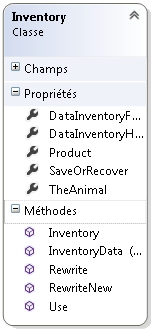 Inventory
Classe
Champs
Propriétés
DataInventoryF...
DataInventoryH...
Product
SaveOrRecover
TheAnimal
Méthodes
Inventory
InventoryData (...
Rewrite
RewriteNew
Use